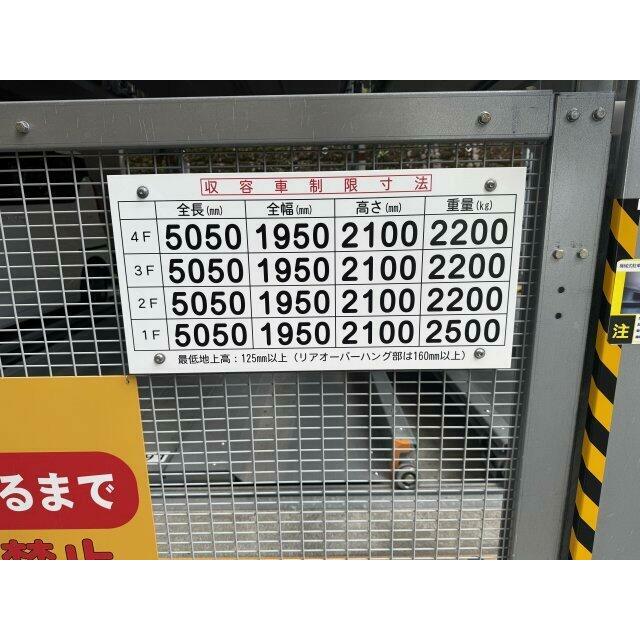 収容車制限寸法
全長(mm) 全幅(mm) 高さ(mm) 重量(kg)
4F 5050 1950 2100 2200
3F 5050 1950 2100 2200
2F 5050 1950 2100 2200
1F 5050 1950 2100 2500
最低地上高：125mm以上（リアオーバーハング部は160mm以上）
るまで
禁止
注